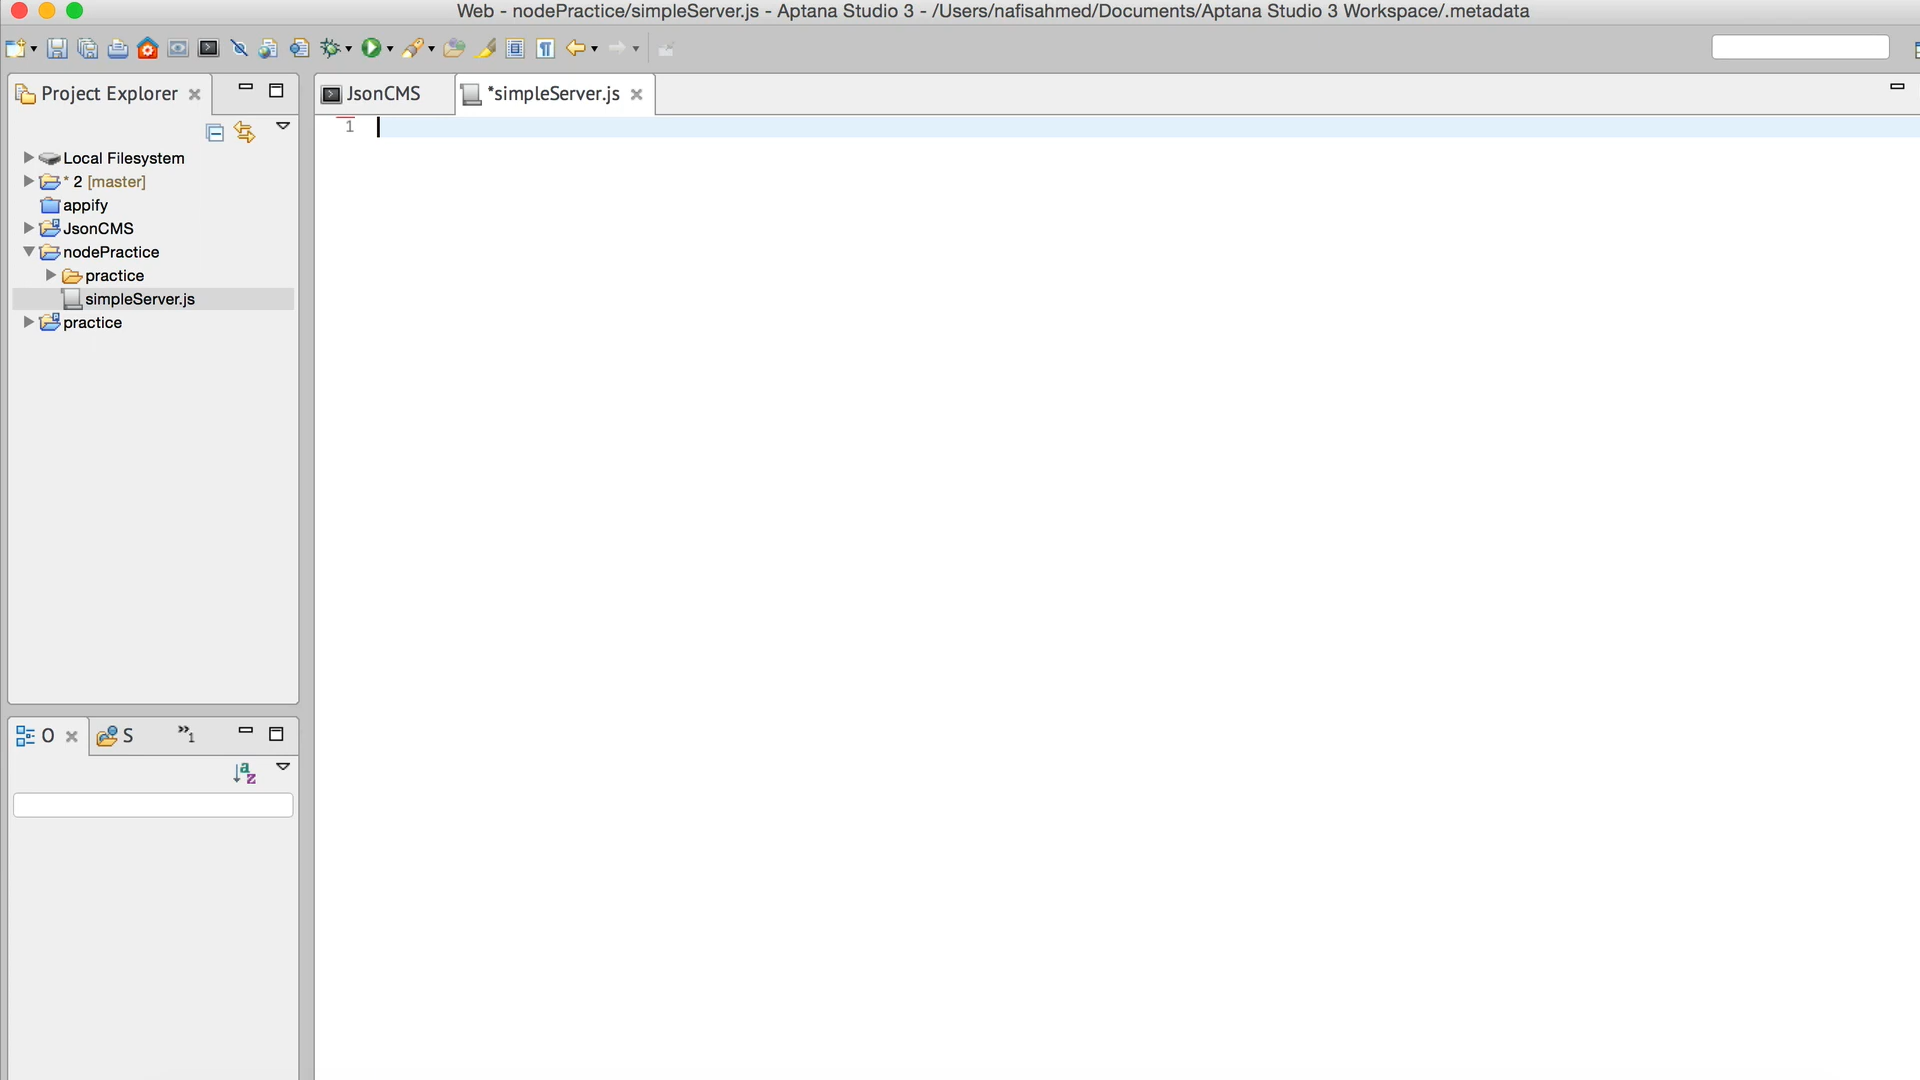 Web - nodePractice/simpleServer.js - Aptana Studio 3 - /Users/nafisahmed/Documents/Aptana Studio 3 Workspace/.metadata
Project Explorer
JsonCMS
*simpleServer.js
1
Local Filesystem
* 2 [master]
appify
JsonCMS
nodePractice
practice
simpleServer.js
practice
O
S
»1